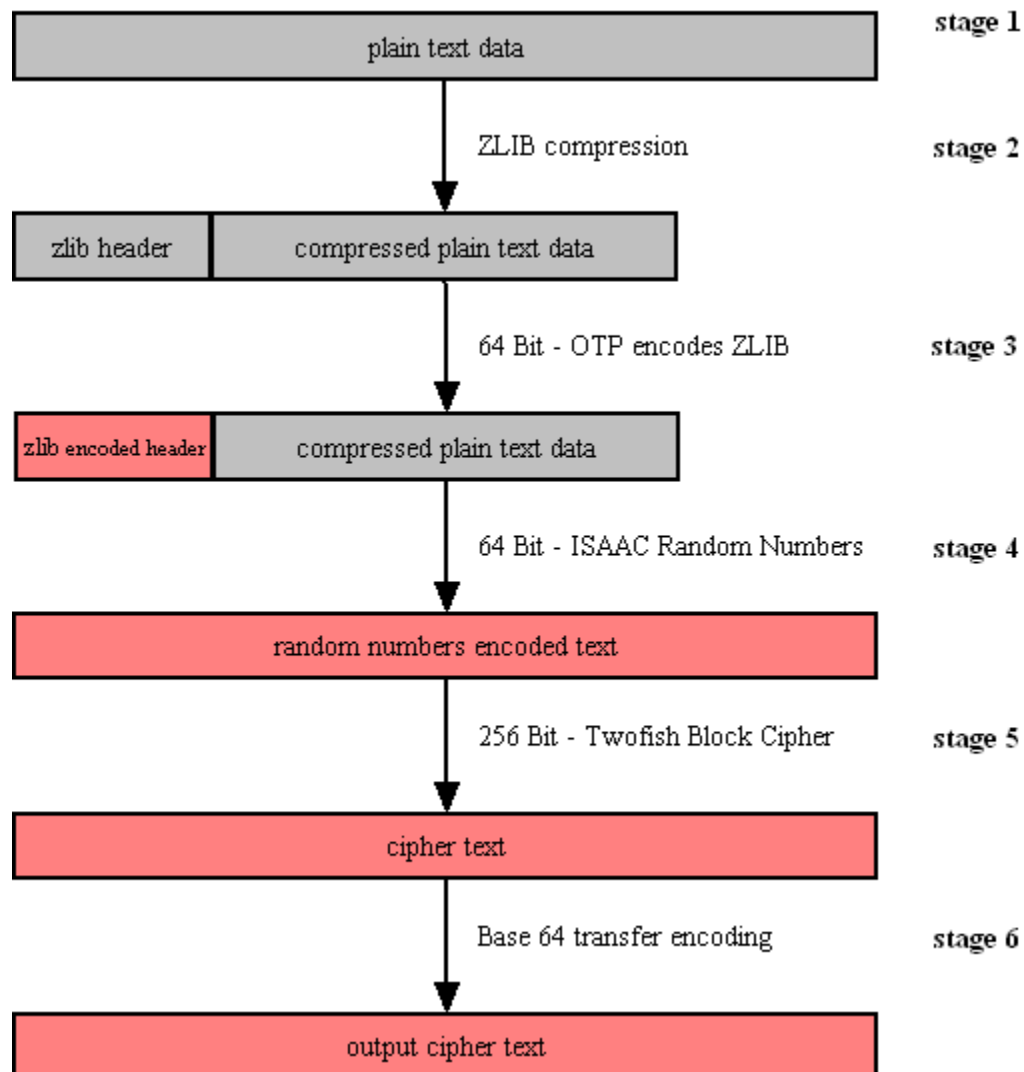 plain text data
stage 1
ZLIB compression
stage 2
zlib header
compressed plain text data
64 Bit - OTP encodes ZLIB
stage 3
zlib encoded header
compressed plain text data
64 Bit - ISAAC Random Numbers
stage 4
random numbers encoded text
256 Bit - Twofish Block Cipher
stage 5
cipher text
Base 64 transfer encoding
stage 6
output cipher text